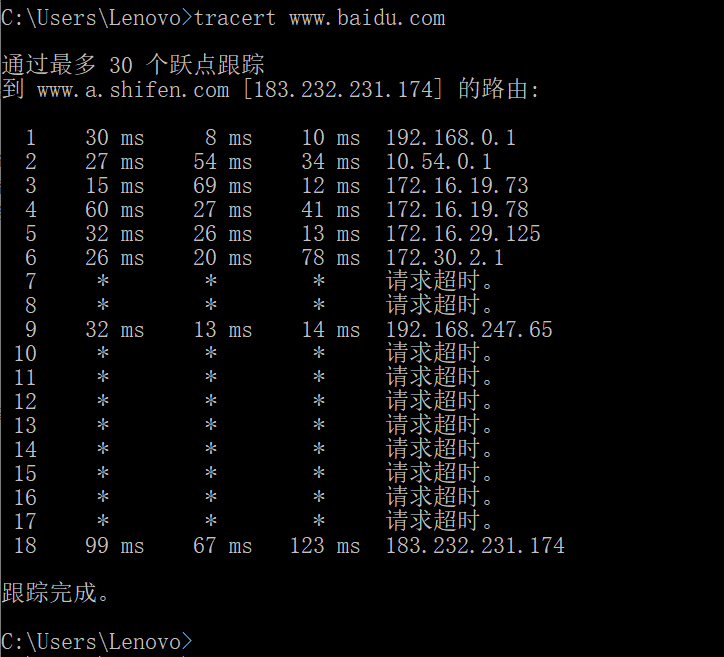 C:\Users\Lenovo>tracert www.baidu.com
通过最多 30 个跃点跟踪
到 www.a.shifen.com [183.232.231.174] 的路由:
1 30 ms 8 ms 10 ms 192.168.0.1
2 27 ms 54 ms 34 ms 10.54.0.1
3 15 ms 69 ms 12 ms 172.16.19.73
4 60 ms 27 ms 41 ms 172.16.19.78
5 32 ms 26 ms 13 ms 172.16.29.125
6 26 ms 20 ms 78 ms 172.30.2.1
7 * * * 请求超时。
8 * * * 请求超时。
9 32 ms 13 ms 14 ms 192.168.247.65
10 * * * 请求超时。
11 * * * 请求超时。
12 * * * 请求超时。
13 * * * 请求超时。
14 * * * 请求超时。
15 * * * 请求超时。
16 * * * 请求超时。
17 * * * 请求超时。
18 99 ms 67 ms 123 ms 183.232.231.174
跟踪完成。
C:\Users\Lenovo>